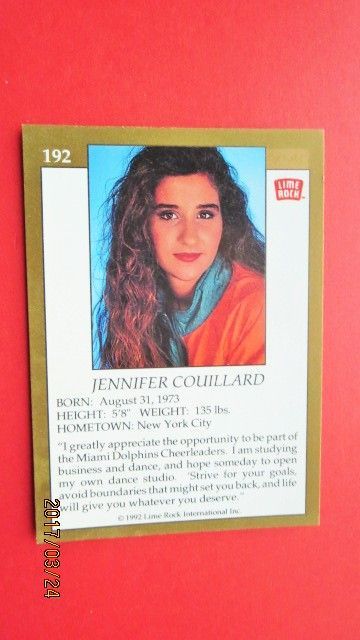 192
LIME
ROCK
JENNIFER COUILLARD
BORN: August 31, 1973
HEIGHT: 5'8" WEIGHT: 135 lbs.
HOMETOWN: New York City
"I greatly appreciate the opportunity to be part of
the Miami Dolphins Cheerleaders. I am studying
business and dance, and hope someday to open
my own dance studio. 'Strive for your goals,
avoid boundaries that might set you back, and life
will give you whatever you deserve."
© 1992 Lime Rock International Inc.
2017/03/24